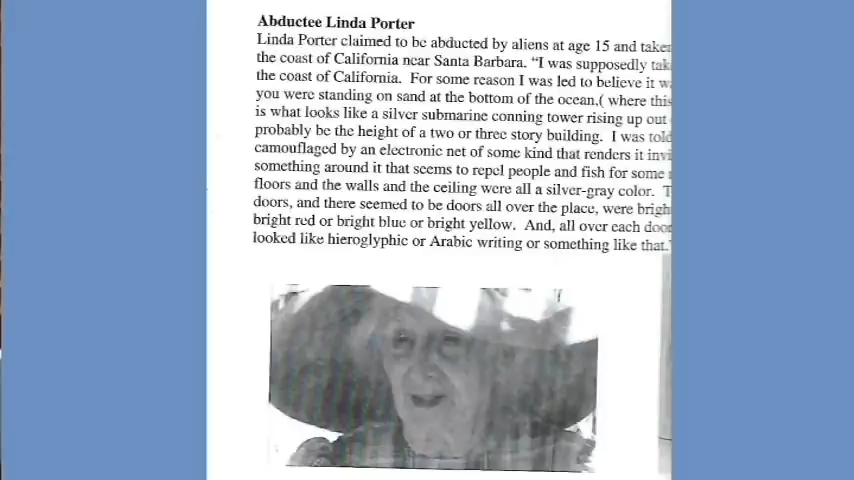 Abductee Linda Porter
Linda Porter claimed to be abducted by aliens at age 15 and taken
the coast of California near Santa Barbara. “I was supposedly tak
the coast of California. For some reason I was led to believe it w
you were standing on sand at the bottom of the ocean,( where this
is what looks like a silver submarine conning tower rising up out
probably be the height of a two or three story building. I was told
camouflaged by an electronic net of some kind that renders it invi
something around it that seems to repel people and fish for some
floors and the walls and the ceiling were all a silver-gray color. T
doors, and there seemed to be doors all over the place, were brigh
bright red or bright blue or bright yellow. And, all over each door
looked like hieroglyphic or Arabic writing or something like that.